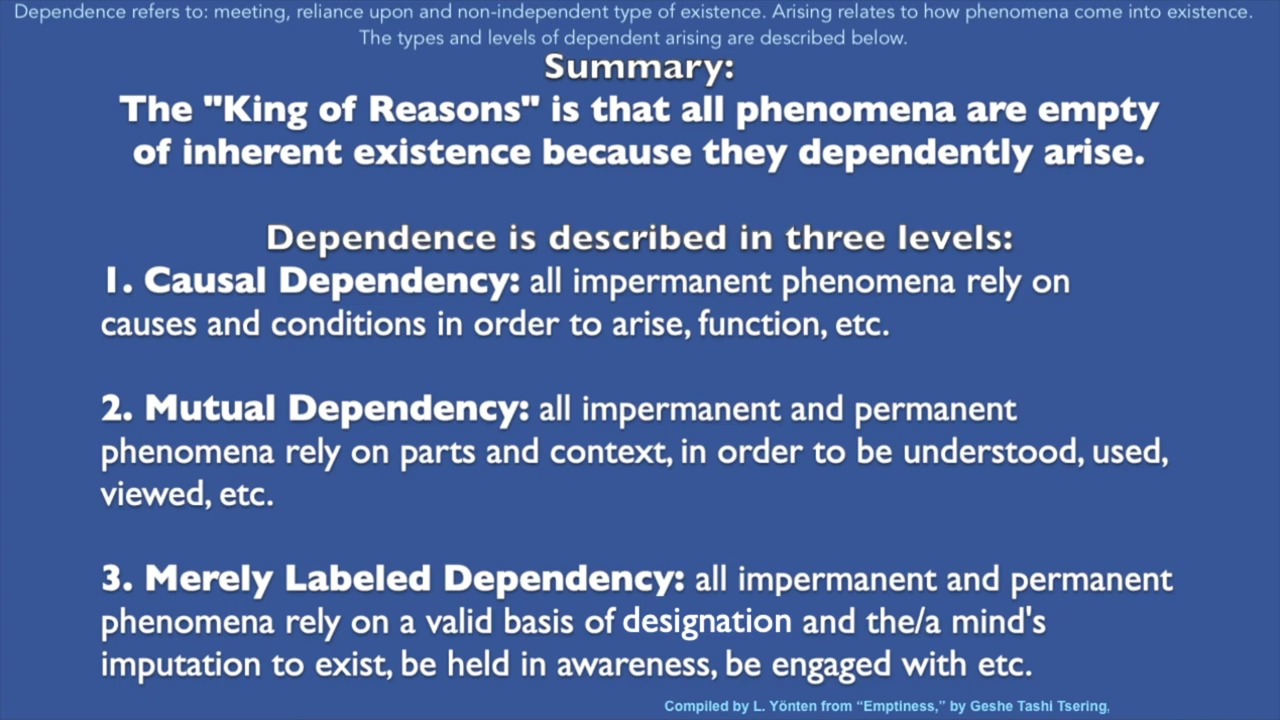 Dependence refers to: meeting, reliance upon and non-independent type of existence. Arising relates to how phenomena come into existence.
The types and levels of dependent arising are described below.
Summary:
The "King of Reasons" is that all phenomena are empty
of inherent existence because they dependently arise.
Dependence is described in three levels:
1. Causal Dependency: all impermanent phenomena rely on
causes and conditions in order to arise, function, etc.
2. Mutual Dependency: all impermanent and permanent
phenomena rely on parts and context, in order to be understood, used,
viewed, etc.
3. Merely Labeled Dependency: all impermanent and permanent
phenomena rely on a valid basis of designation and the/a mind's
imputation to exist, be held in awareness, be engaged with etc.
Compiled by L. Yönten from “Emptiness,” by Geshe Tashi Tsering,